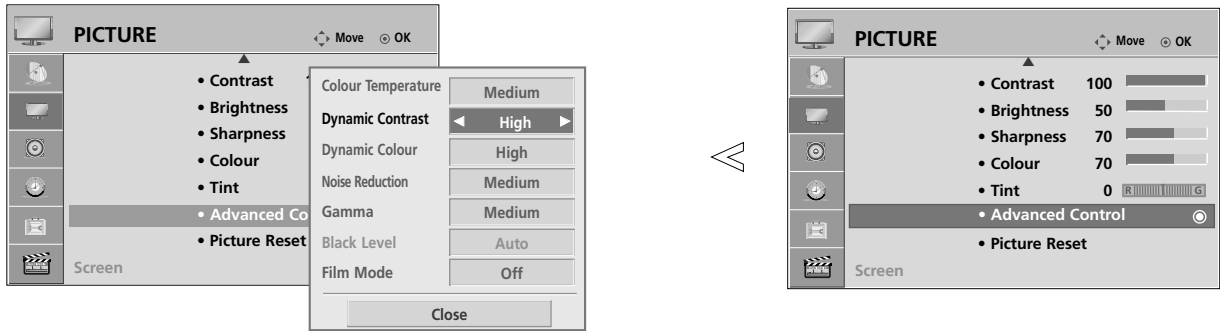 PICTURE
Move OK
• Contrast 1
• Brightness
• Sharpness
• Colour
• Tint
• Advanced Co
• Picture Reset
Screen
Colour Temperature Medium
Dynamic Contrast High
Dynamic Colour High
Noise Reduction Medium
Gamma Medium
Black Level Auto
Film Mode Off
Close
PICTURE
Move OK
• Contrast 100
• Brightness 50
• Sharpness 70
• Colour 70
• Tint 0 R G
• Advanced Control
• Picture Reset
Screen